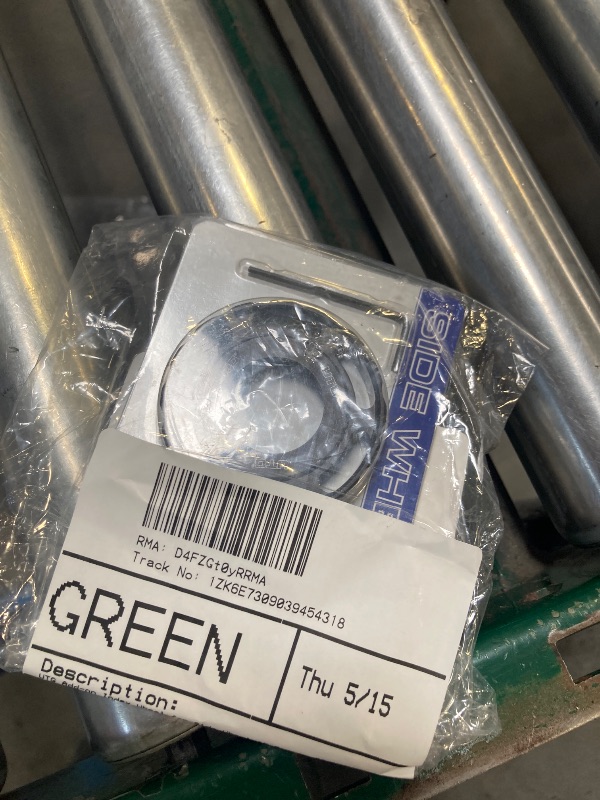 SIDE WHE
RMA: D4FZGt0yRRMA
Track No: 1ZK6E7309039454318
GREEN
Thu 5/15
Description: